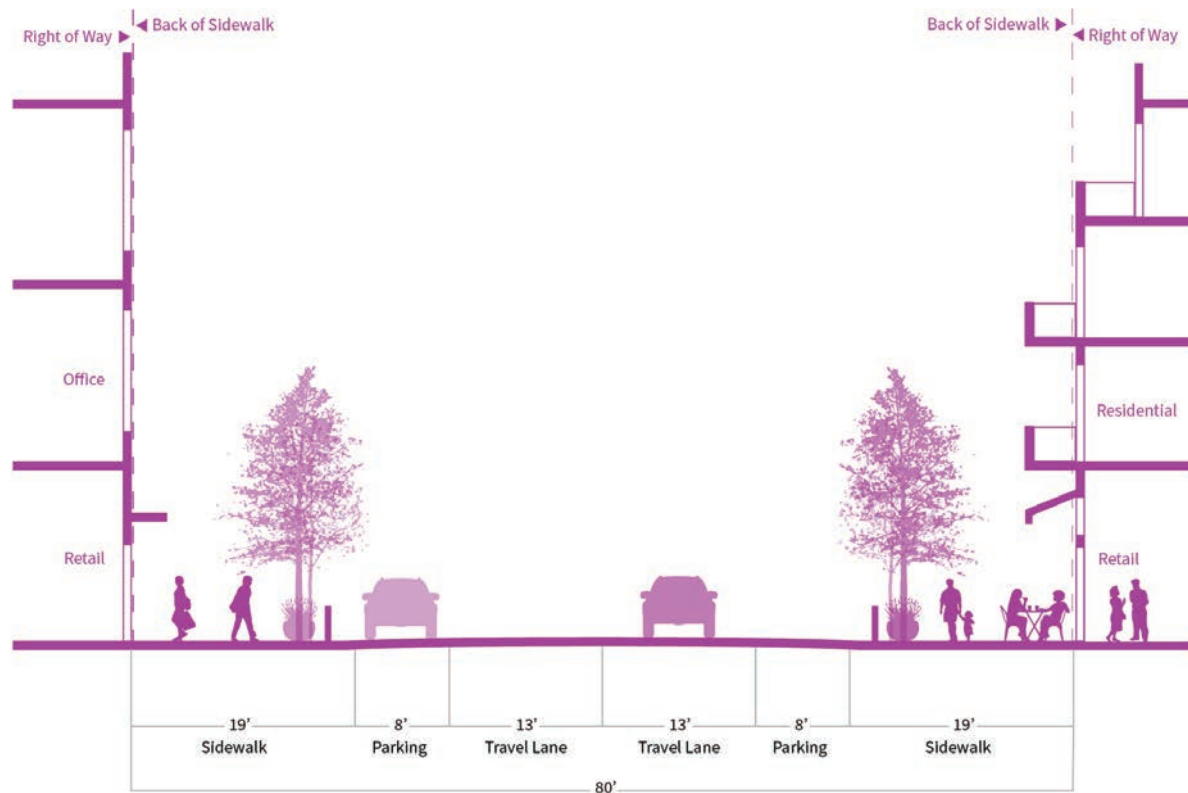 Right of Way ▶
◀ Back of Sidewalk
Back of Sidewalk ▶
◀ Right of Way
Office
Residential
Retail
Retail
19' 8' 13' 13' 8' 19'
Sidewalk Parking Travel Lane Travel Lane Parking Sidewalk
80'